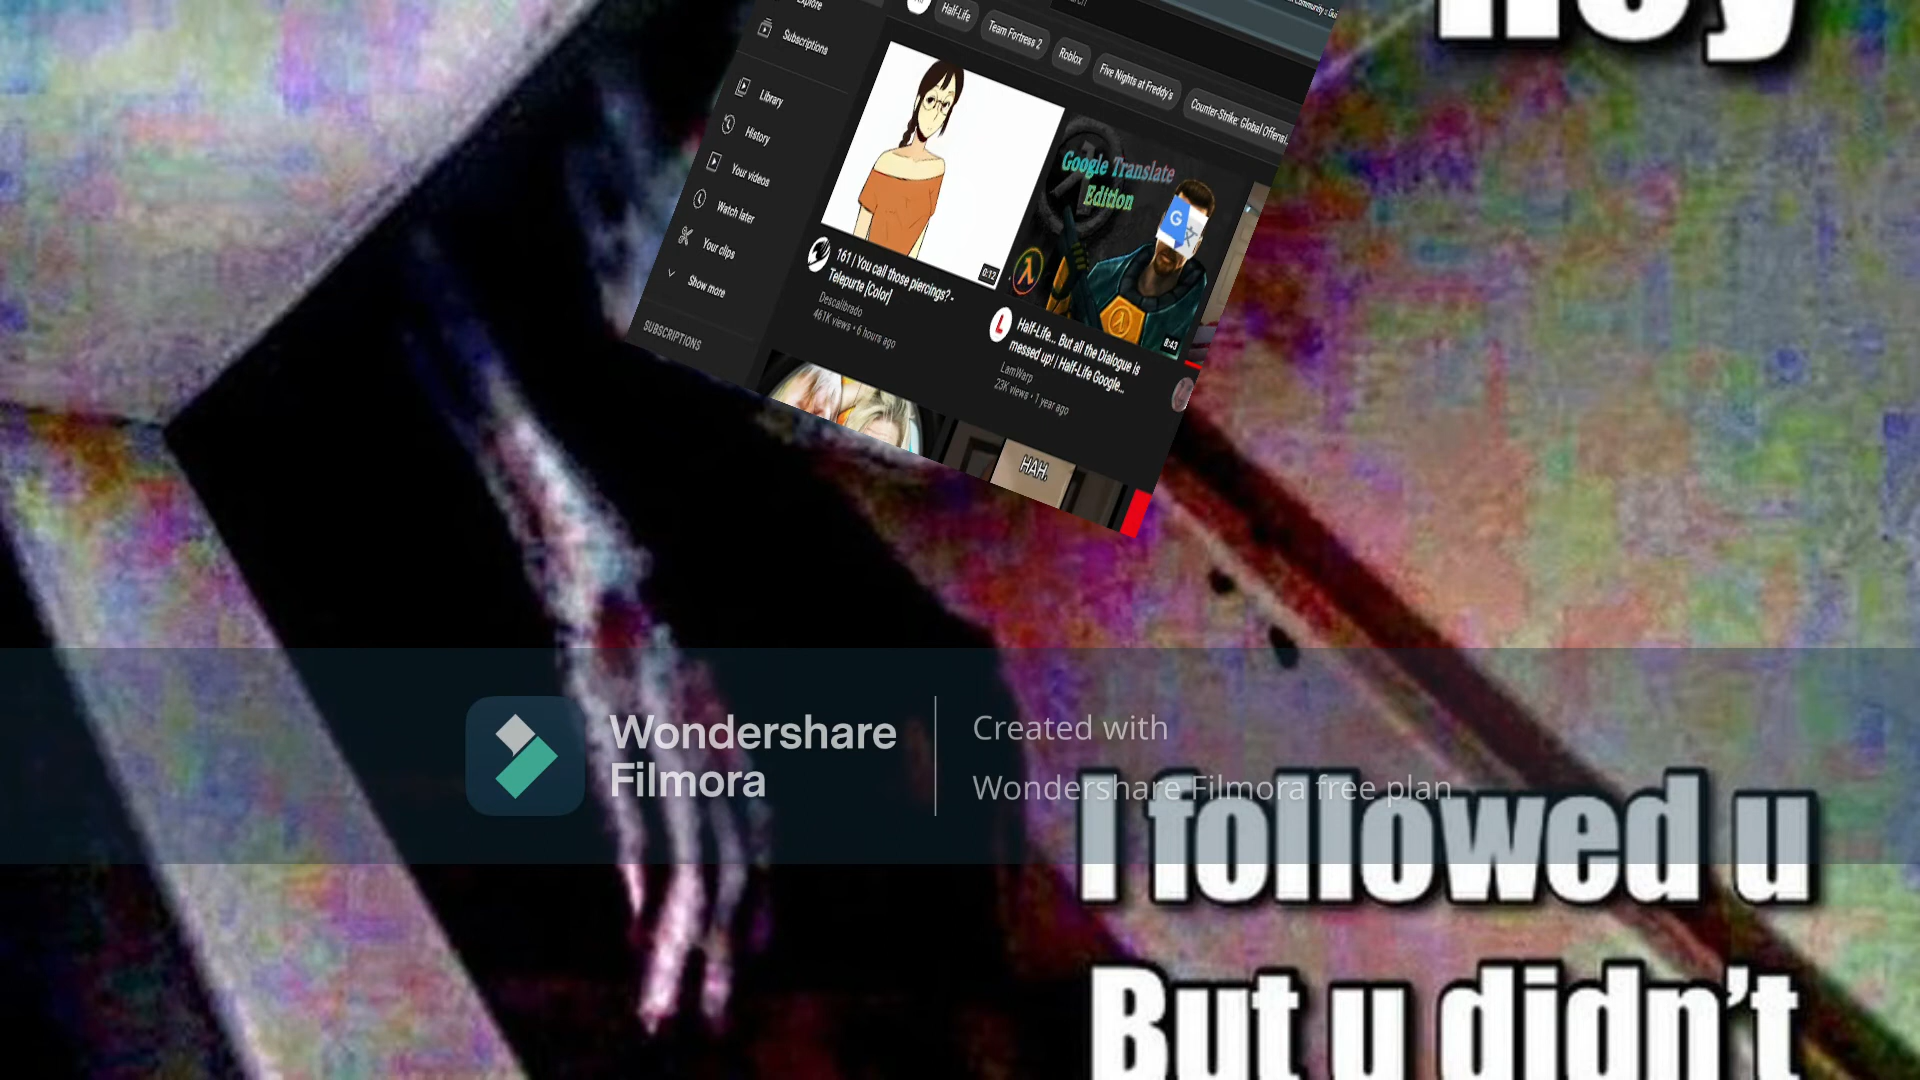 Hey
Explore
Subscriptions
Library
History
Your videos
Watch later
Your clips
Show more
SUBSCRIPTIONS
Half-Life
Team Fortress 2
Roblox
Five Nights at Freddy's
Counter-Strike: Global Offensi
0:12
161 | You call those piercings? -
Telepurte [Color]
Descalibrado
461K views • 6 hours ago
Google Translate
Edition
G
8:43
L
Half-Life... But all the Dialogue is
messed up! | Half-Life Google...
LamWarp
23K views • 1 year ago
HAH.
Wondershare
Filmora
Created with
Wondershare Filmora free plan
I followed u
But u didn't